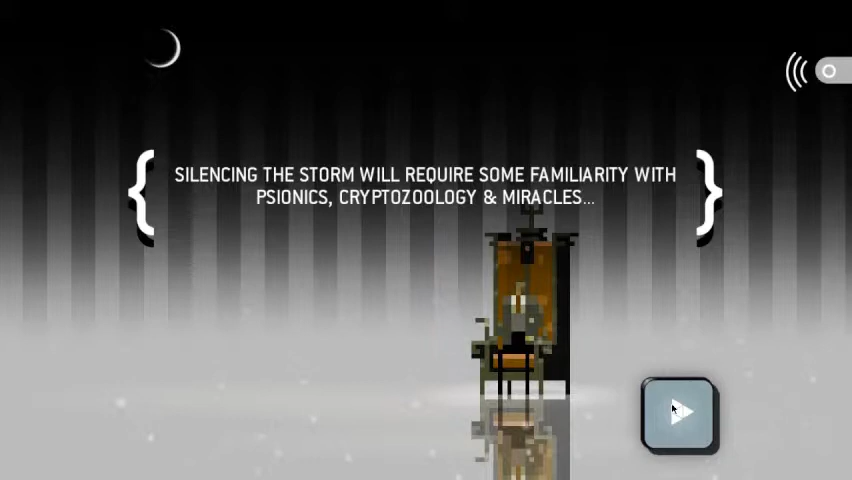 SILENCING THE STORM WILL REQUIRE SOME FAMILIARITY WITH
PSIONICS, CRYPTOZOOLOGY & MIRACLES...